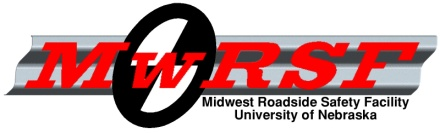 MwRSF
Midwest Roadside Safety Facility
University of Nebraska